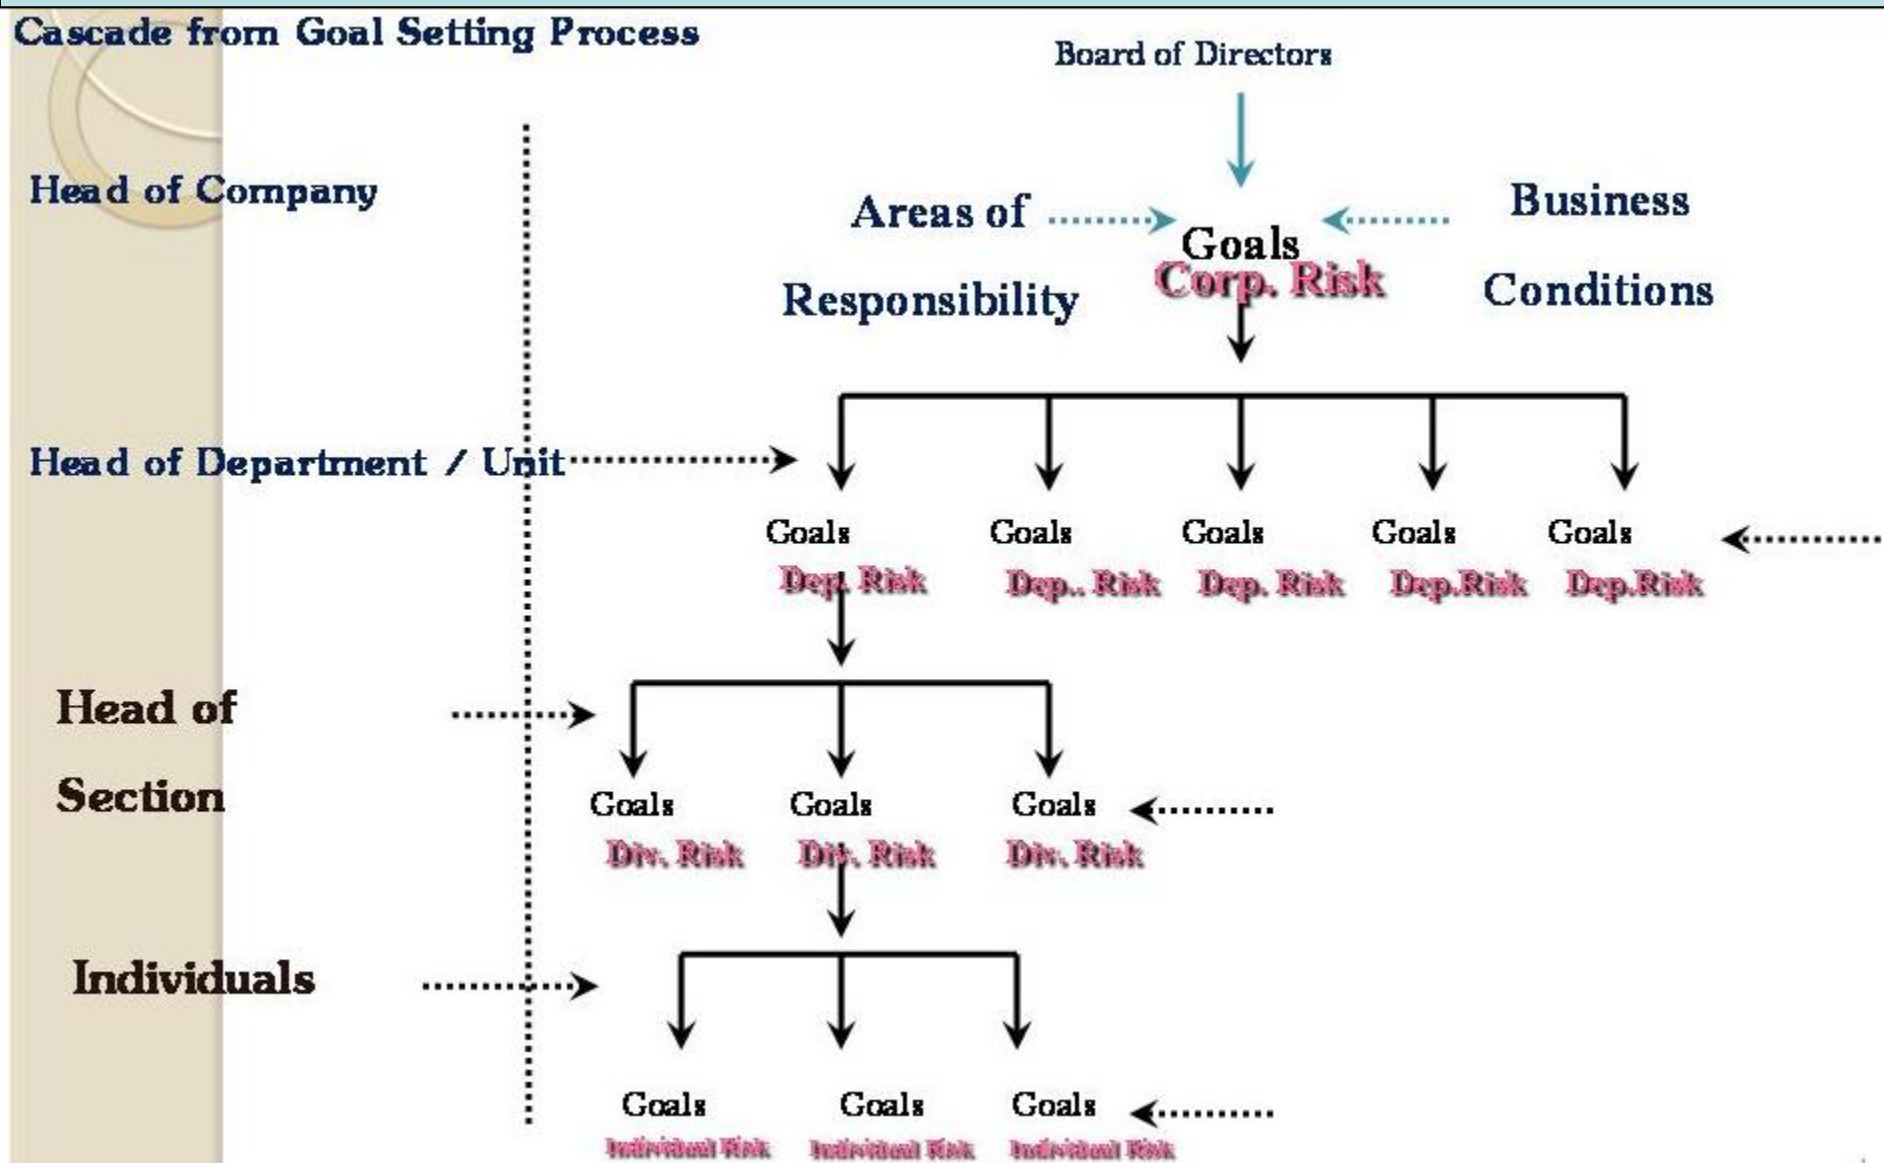 Cascade from Goal Setting Process
Board of Directors
Head of Company
Areas of
Responsibility
Goals
Corp. Risk
Business
Conditions
Head of Department / Unit
Goals Goals Goals Goals Goals
Dep. Risk Dep.. Risk Dep. Risk Dep.Risk Dep.Risk
Head of
Section
Goals Goals Goals
Div. Risk Div. Risk Div. Risk
Individuals
Goals Goals Goals
Individual Risk Individual Risk Individual Risk